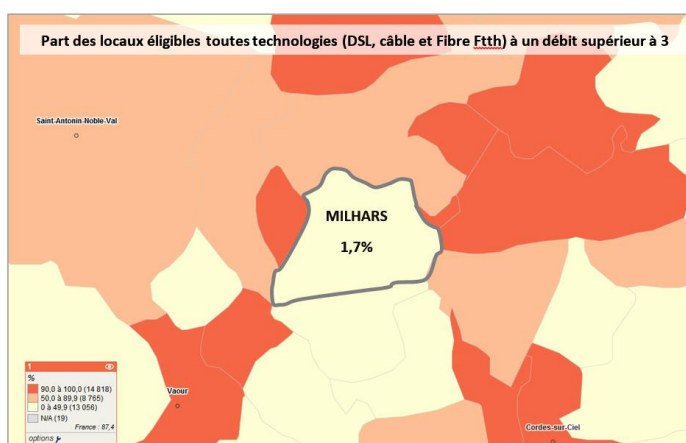 Part des locaux éligibles toutes technologies (DSL, câble et Fibre Ftth) à un débit supérieur à 3
Saint-Antonin-Noble-Val
MILHARS
1,7%
1
%
90,0 à 100,0 (14 818)
50,0 à 89,9 (8 765)
0 à 49,9 (13 056)
N/A (19)
France : 87,4
options
Vaour
Cordes-sur-Ciel